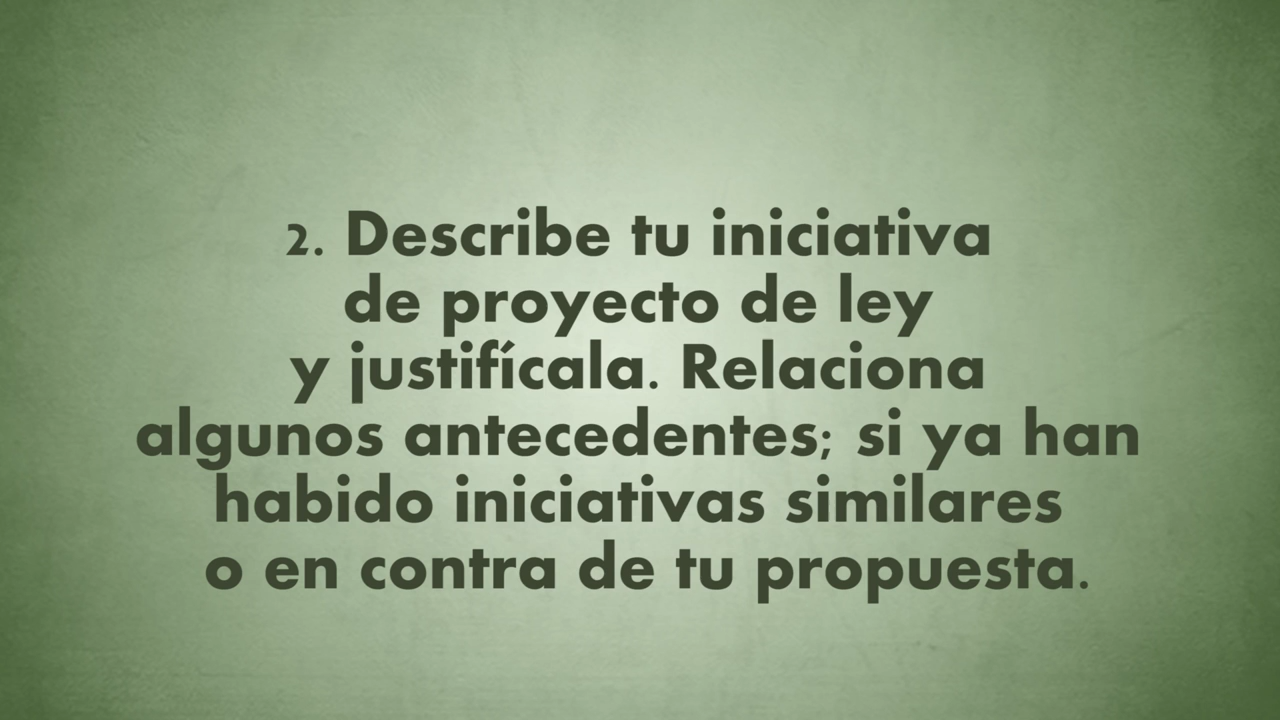 2. Describe tu iniciativa
de proyecto de ley
y justifícala. Relaciona
algunos antecedentes; si ya han
habido iniciativas similares
o en contra de tu propuesta.